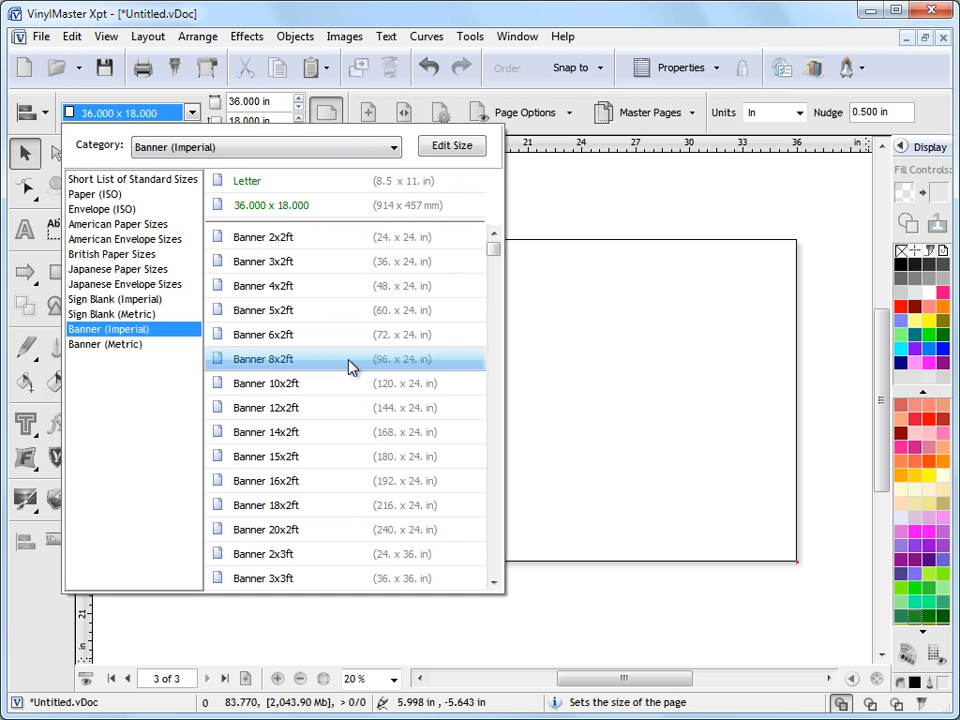 VinylMaster Xpt - [*Untitled.vDoc]
File Edit View Layout Arrange Effects Objects Images Text Curves Tools Window Help
Order Snap to Properties
36.000 x 18.000 36.000 in Page Options Master Pages Units In Nudge 0.500 in
18.000 in
Category: Banner (Imperial) Edit Size
21 24 27 30 33 36 in Display
Fill Controls:
Short List of Standard Sizes
Paper (ISO)
Envelope (ISO)
American Paper Sizes
American Envelope Sizes
British Paper Sizes
Japanese Paper Sizes
Japanese Envelope Sizes
Sign Blank (Imperial)
Sign Blank (Metric)
Banner (Imperial)
Banner (Metric)
Letter (8.5 x 11. in)
36.000 x 18.000 (914 x 457 mm)
Banner 2x2ft (24. x 24. in)
Banner 3x2ft (36. x 24. in)
Banner 4x2ft (48. x 24. in)
Banner 5x2ft (60. x 24. in)
Banner 6x2ft (72. x 24. in)
Banner 8x2ft (96. x 24. in)
Banner 10x2ft (120. x 24. in)
Banner 12x2ft (144. x 24. in)
Banner 14x2ft (168. x 24. in)
Banner 15x2ft (180. x 24. in)
Banner 16x2ft (192. x 24. in)
Banner 18x2ft (216. x 24. in)
Banner 20x2ft (240. x 24. in)
Banner 2x3ft (24. x 36. in)
Banner 3x3ft (36. x 36. in)
21
3 of 3 20 %
*Untitled.vDoc 0 83.770, [2,043.90 Mb], > 0/0 5.998 in , -5.643 in Sets the size of the page